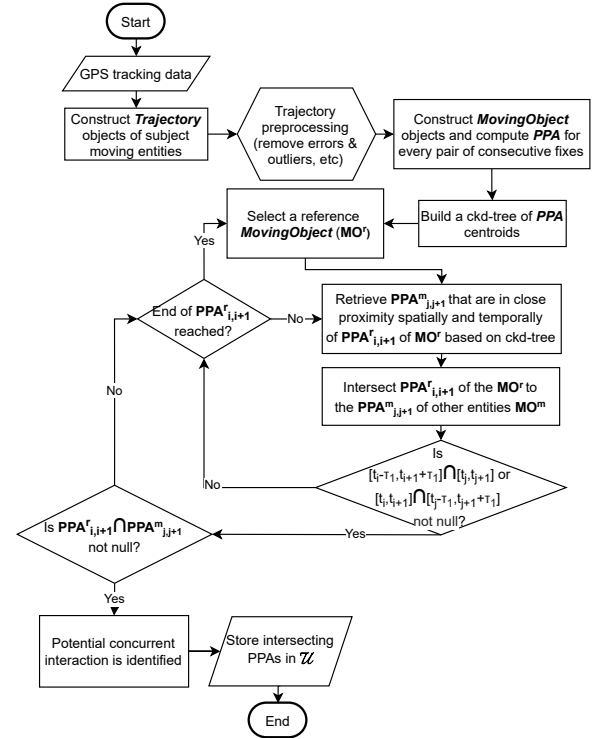 Start
GPS tracking data
Construct Trajectory
objects of subject
moving entities
Trajectory
preprocessing
(remove errors &
outliers, etc)
Construct MovingObject
objects and compute PPA for
every pair of consecutive fixes
Select a reference
MovingObject (MOʳ)
Build a ckd-tree of PPA
centroids
Yes
End of PPAʳᵢ,ᵢ₊₁
reached?
No
Retrieve PPAᵐⱼ,ⱼ₊₁ that are in close
proximity spatially and temporally
of PPAʳᵢ,ᵢ₊₁ of MOʳ based on ckd-tree
Intersect PPAʳᵢ,ᵢ₊₁ of the MOʳ to
the PPAᵐⱼ,ⱼ₊₁ of other entities MOᵐ
No
Is
[tᵢ-τ₁,tᵢ₊₁+τ₁]⋂[tⱼ,tⱼ₊₁] or
[tᵢ,tᵢ₊₁]⋂[tⱼ-τ₁,tⱼ₊₁+τ₁]
not null?
No
Yes
Is PPAʳᵢ,ᵢ₊₁⋂PPAᵐⱼ,ⱼ₊₁
not null?
Yes
Potential concurrent
interaction is identified
Store intersecting
PPAs in 𝒰
End